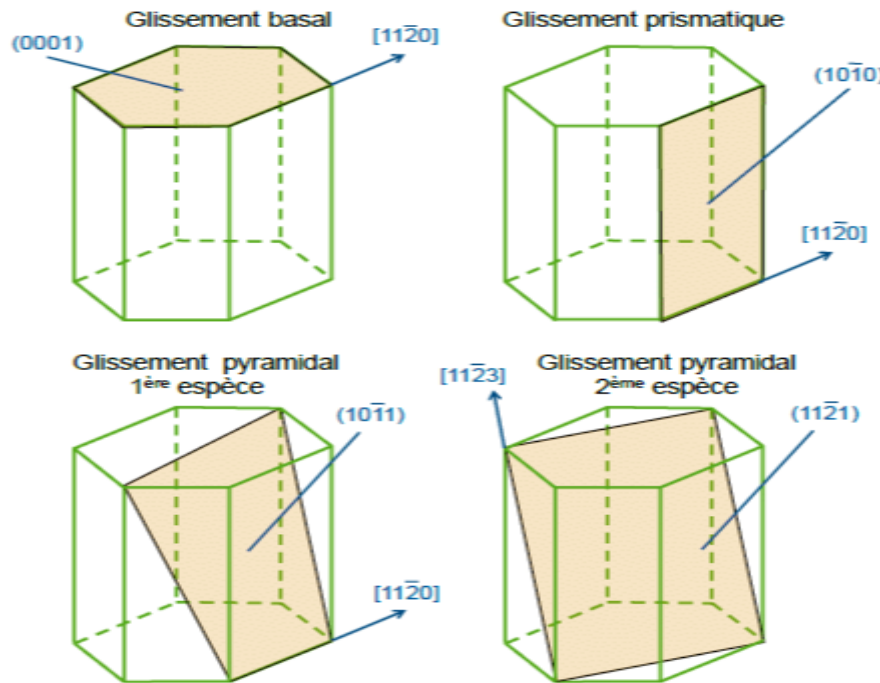 Glissement basal
(0001)
[112̄0]
Glissement prismatique
(101̄0)
[112̄0]
Glissement pyramidal
1ère espèce
(101̄1)
[112̄0]
Glissement pyramidal
2ème espèce
[112̄3]
(112̄1)